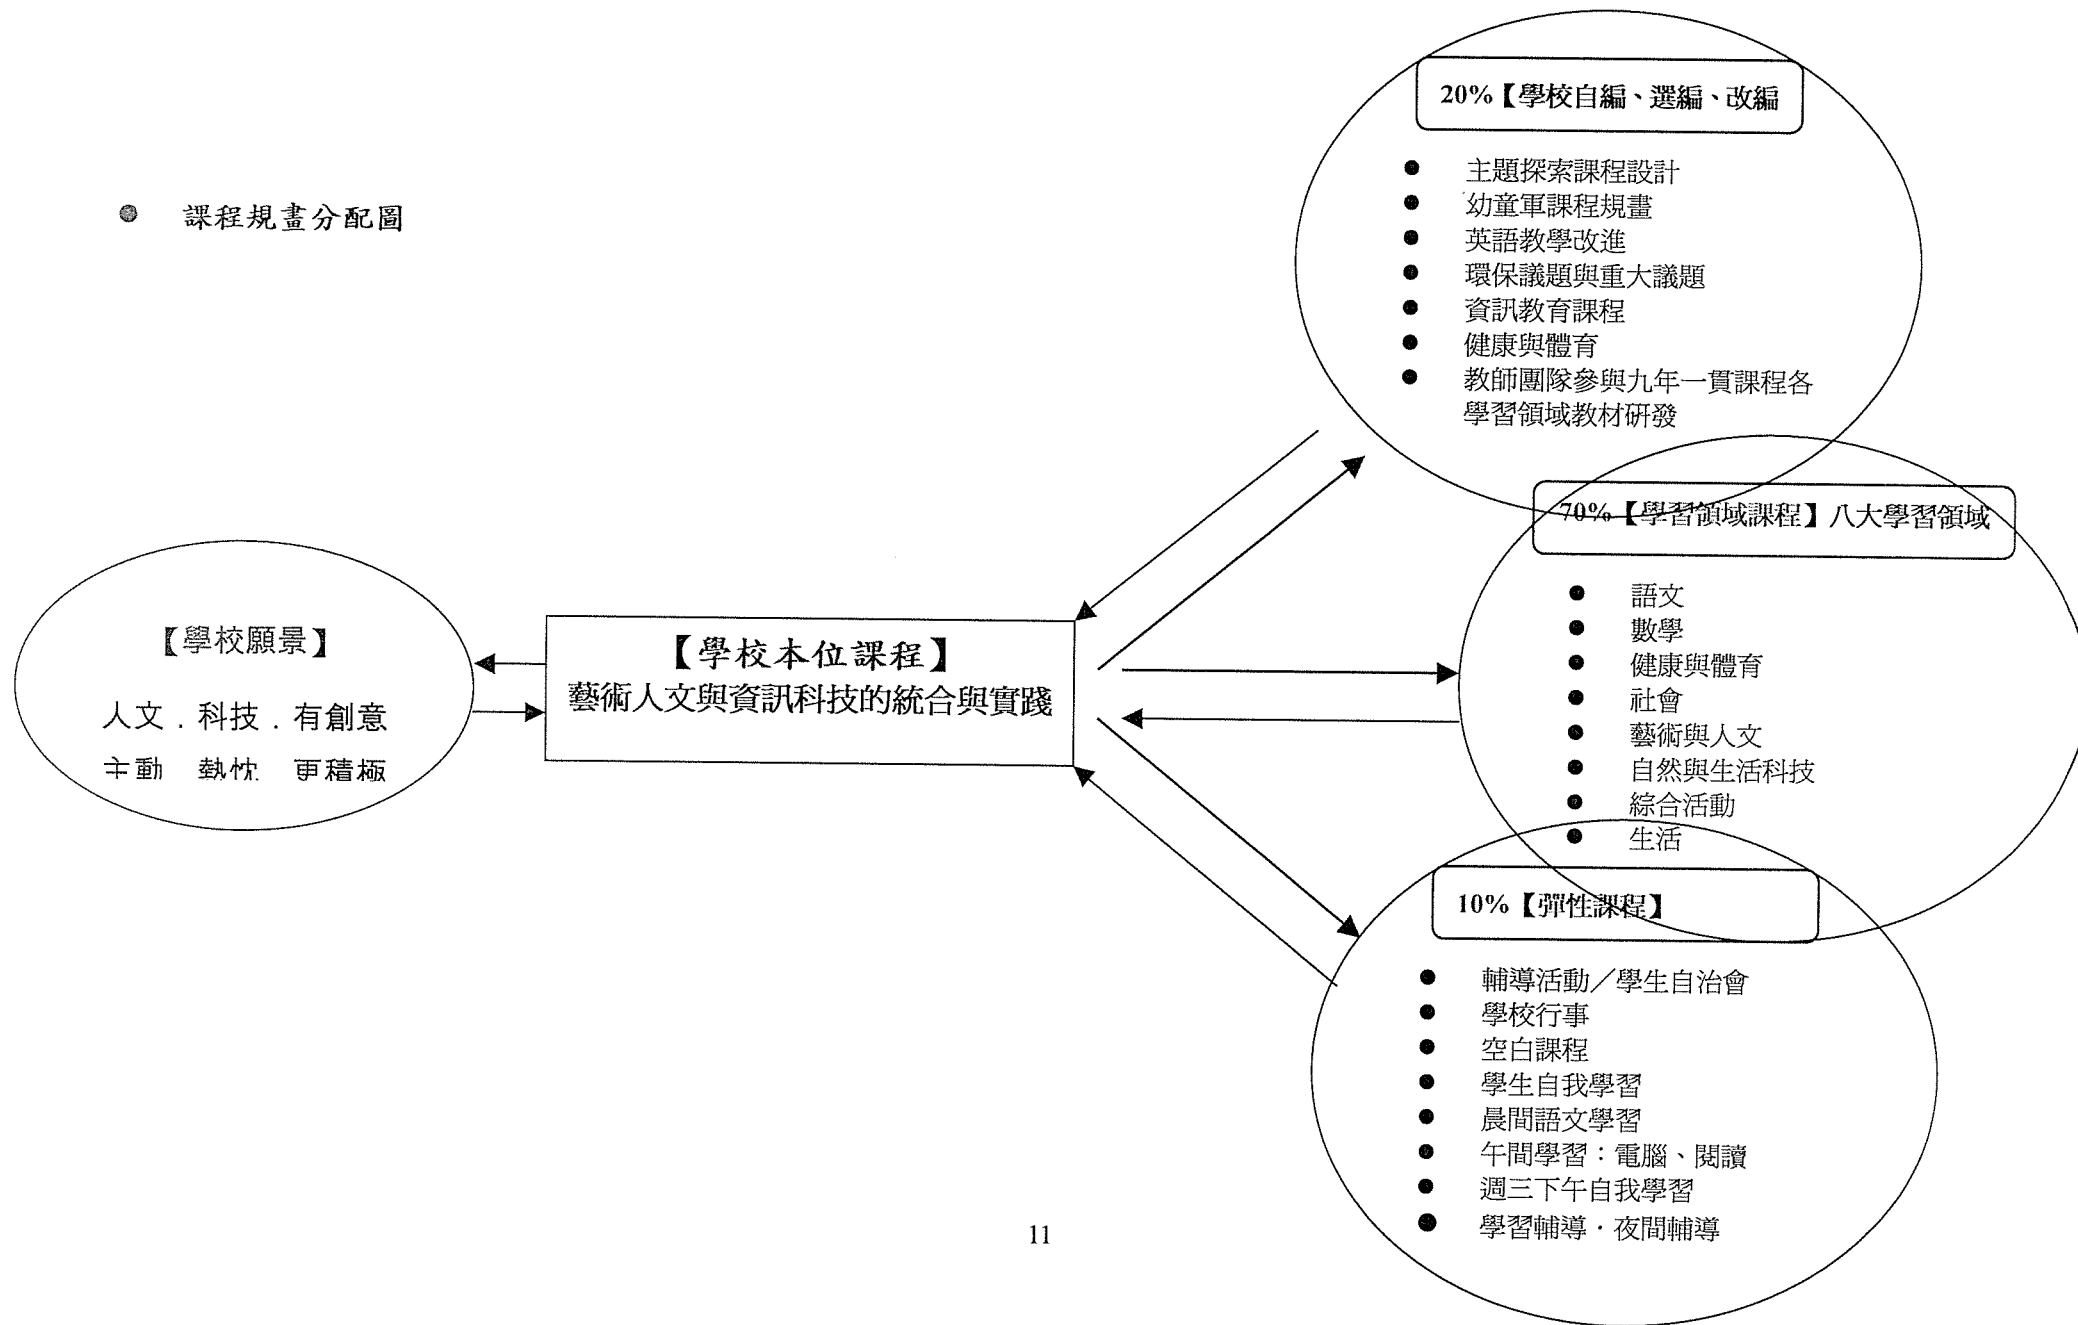 ● 課程規畫分配圖
20%【學校自編、選編、改編
● 主題探索課程設計
● 幼童軍課程規畫
● 英語教學改進
● 環保議題與重大議題
● 資訊教育課程
● 健康與體育
● 教師團隊參與九年一貫課程各
學習領域教材研發
70%【學習領域課程】八大學習領域
● 語文
● 數學
● 健康與體育
● 社會
● 藝術與人文
● 自然與生活科技
● 綜合活動
● 生活
【學校願景】
人文．科技．有創意
主動 熱忱 更積極
【學校本位課程】
藝術人文與資訊科技的統合與實踐
10%【彈性課程】
● 輔導活動／學生自治會
● 學校行事
● 空白課程
● 學生自我學習
● 晨間語文學習
● 午間學習：電腦、閱讀
● 週三下午自我學習
● 學習輔導．夜間輔導
11